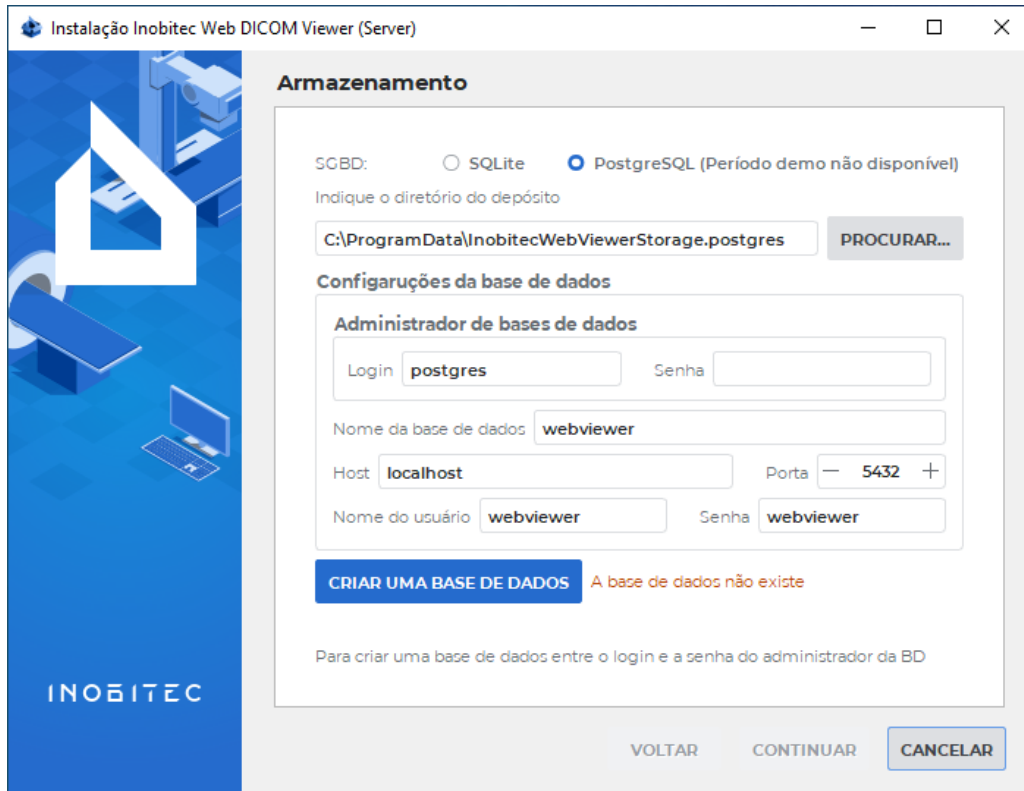 Instalação Inobitec Web DICOM Viewer (Server)
Armazenamento
SGBD: SQLite PostgreSQL (Período demo não disponível)
Indique o diretório do depósito
C:\ProgramData\InobitecWebViewerStorage.postgres PROCURAR...
Configaruções da base de dados
Administrador de bases de dados
Login postgres Senha
Nome da base de dados webviewer
Host localhost Porta — 5432 +
Nome do usuário webviewer Senha webviewer
CRIAR UMA BASE DE DADOS A base de dados não existe
Para criar uma base de dados entre o login e a senha do administrador da BD
INOBITEC
VOLTAR CONTINUAR CANCELAR